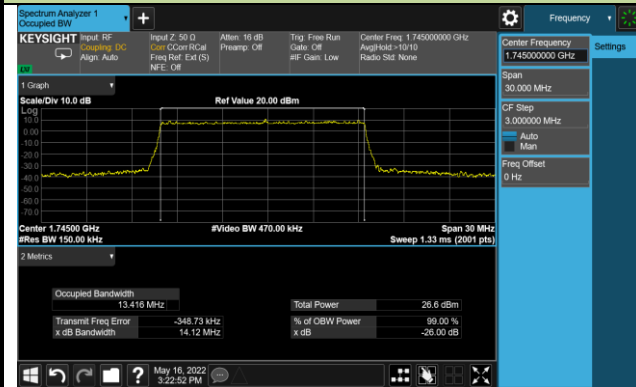 Spectrum Analyzer 1
Occupied BW
Frequency
KEYSIGHT
Input: RF
Coupling: DC
Align: Auto
Input Z: 50 Ω
Corr CCorr RCal
Freq Ref: Ext (S)
NFE: Off
Atten: 16 dB
Preamp: Off
Trig: Free Run
Gate: Off
#IF Gain: Low
Center Freq: 1.745000000 GHz
Avg|Hold:>10/10
Radio Std: None
Center Frequency
1.745000000 GHz
Settings
Span
30.000 MHz
CF Step
3.000000 MHz
Auto
Man
Freq Offset
0 Hz
1 Graph
Scale/Div 10.0 dB
Ref Value 20.00 dBm
Log
10.0
0.00
-10.0
-20.0
-30.0
-40.0
-50.0
-60.0
-70.0
Center 1.74500 GHz
#Video BW 470.00 kHz
Span 30 MHz
#Res BW 150.00 kHz
Sweep 1.33 ms (2001 pts)
2 Metrics
Occupied Bandwidth
13.416 MHz
Total Power
26.6 dBm
Transmit Freq Error
-348.73 kHz
% of OBW Power
99.00 %
x dB Bandwidth
14.12 MHz
x dB
-26.00 dB
May 16, 2022
3:22:52 PM